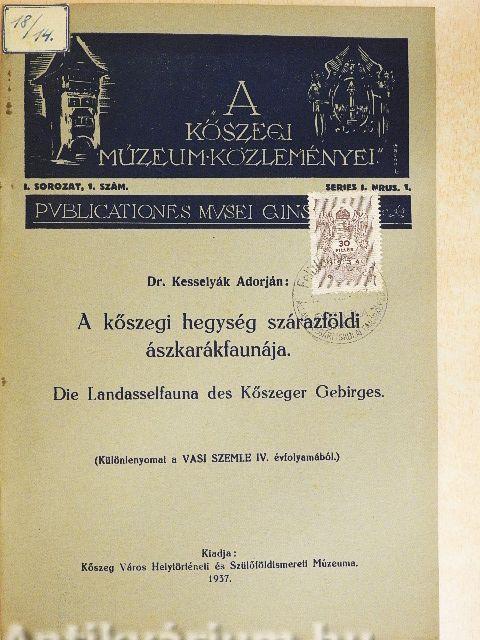 18/14.
A
KŐSZEGI
MÚZEUM·KÖZLEMÉNYEI."
I. SOROZAT, 1. SZÁM.
SERIES I. NRUS. 1.
PVBLICATIONES MVSEI GINS
30
FILLÉR
Dr. Kesselyák Adorján:
A kőszegi hegység szárazföldi
ászkarákfaunája.
Die Landasselfauna des Kőszeger Gebirges.
(Különlenyomat a VASI SZEMLE IV. évfolyamából.)
Kiadja:
Kőszeg Város Helytörténeti és Szülőföldismereti Múzeuma.
1937.
Antikvárium.hu